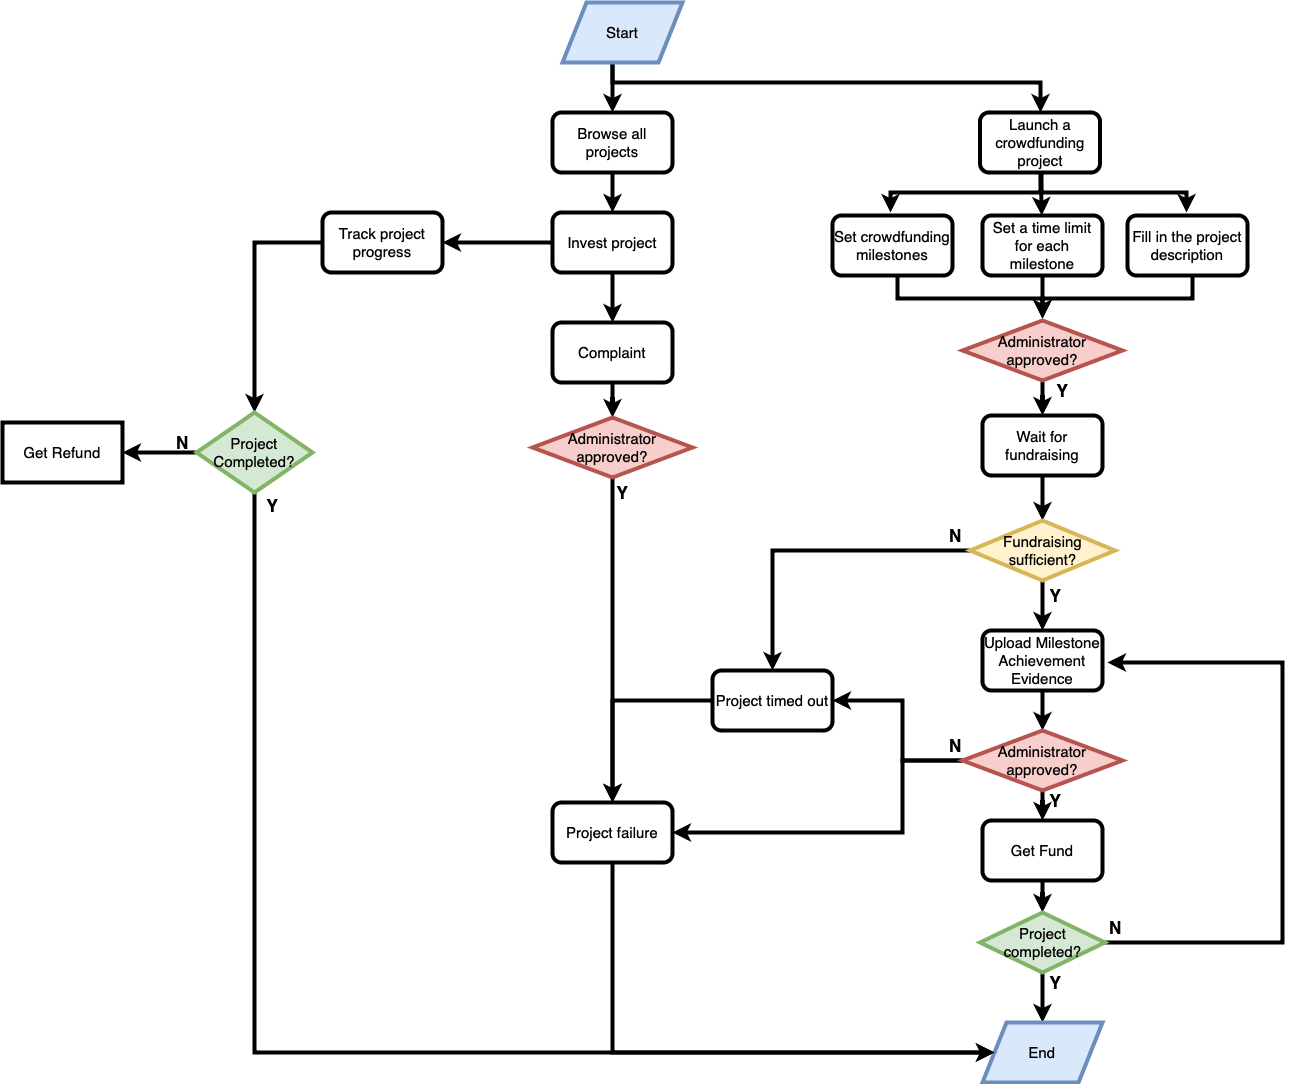 Start
Browse all
projects
Launch a
crowdfunding
project
Track project
progress
Invest project
Set crowdfunding
milestones
Set a time limit
for each
milestone
Fill in the project
description
Complaint
Administrator
approved?
Y
Get Refund
N
Project
Completed?
Y
Administrator
approved?
Y
Wait for
fundraising
N
Fundraising
sufficient?
Y
Upload Milestone
Achievement
Evidence
Project timed out
N
Administrator
approved?
Y
Project failure
Get Fund
Project
completed?
N
Y
End